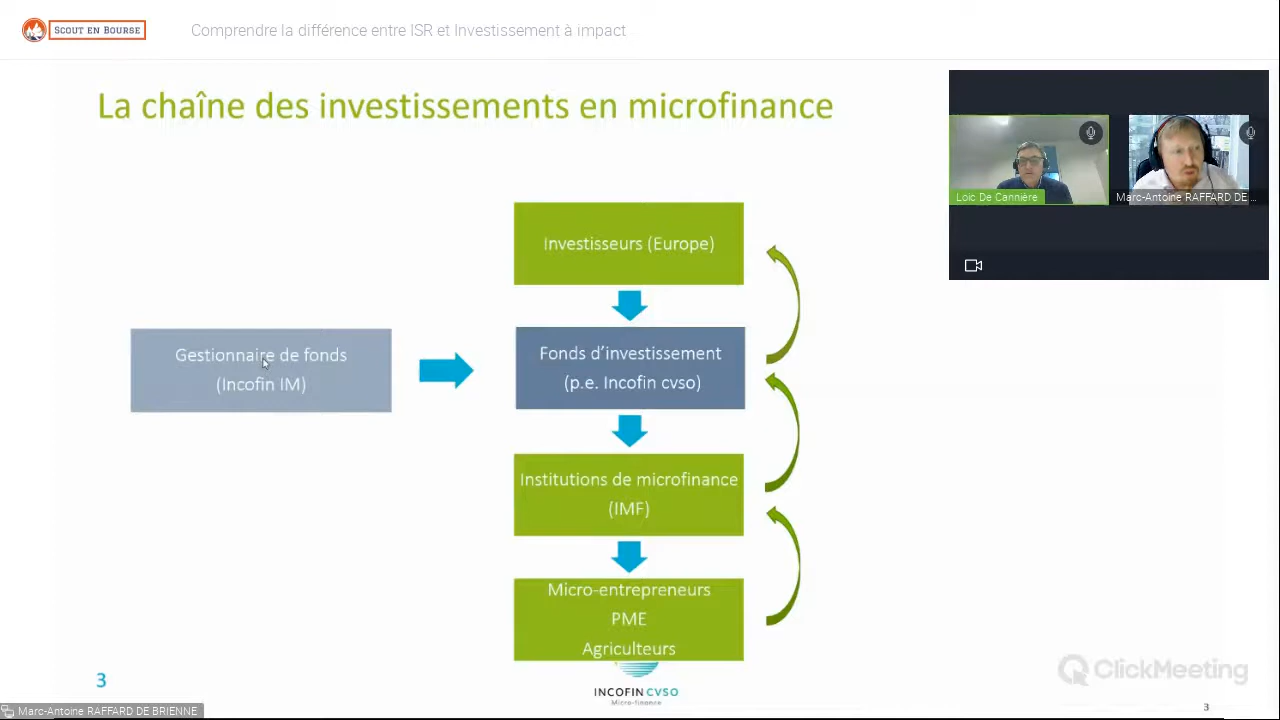 SCOUT EN BOURSE
Comprendre la différence entre ISR et Investissement à impact
La chaîne des investissements en microfinance
Loic De Cannière
Marc-Antoine RAFFARD DE ...
Investisseurs (Europe)
Gestionnaire de fonds
(Incofin IM)
Fonds d’investissement
(p.e. Incofin cvso)
Institutions de microfinance
(IMF)
Micro-entrepreneurs
PME
Agriculteurs
INCOFIN CVSO
Micro-finance
3
ClickMeeting
3
Marc-Antoine RAFFARD DE BRIENNE